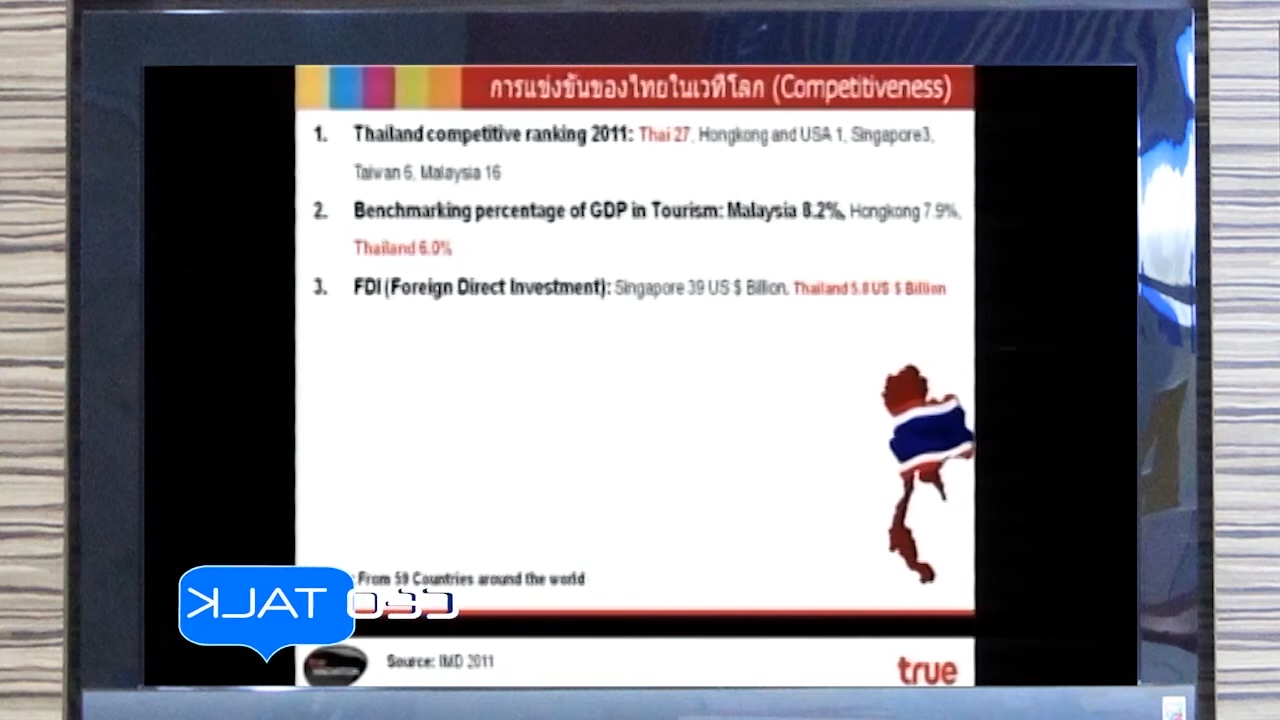 การแข่งขันของไทยในเวทีโลก (Competitiveness)
1. Thailand competitive ranking 2011: Thai 27, Hongkong and USA 1, Singapore3,
Taiwan 6, Malaysia 16
2. Benchmarking percentage of GDP in Tourism: Malaysia 8.2%, Hongkong 7.9%,
Thailand 6.0%
3. FDI (Foreign Direct Investment): Singapore 39 US $ Billion, Thailand 5.8 US $ Billion
: From 59 Countries around the world
TALK
Source: IMD 2011
true